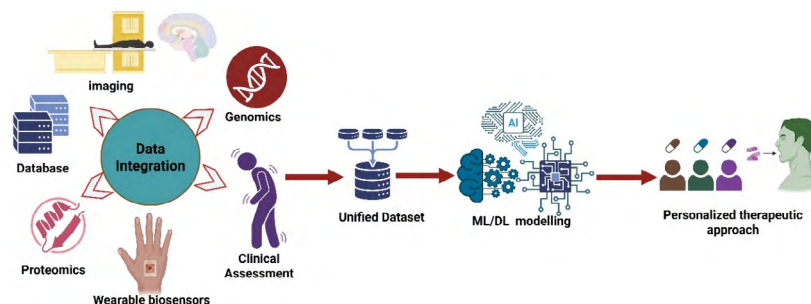 imaging
Genomics
Database
Data
Integration
AI
Unified Dataset
ML/DL modelling
Personalized therapeutic
approach
Proteomics
Clinical
Assessment
Wearable biosensors